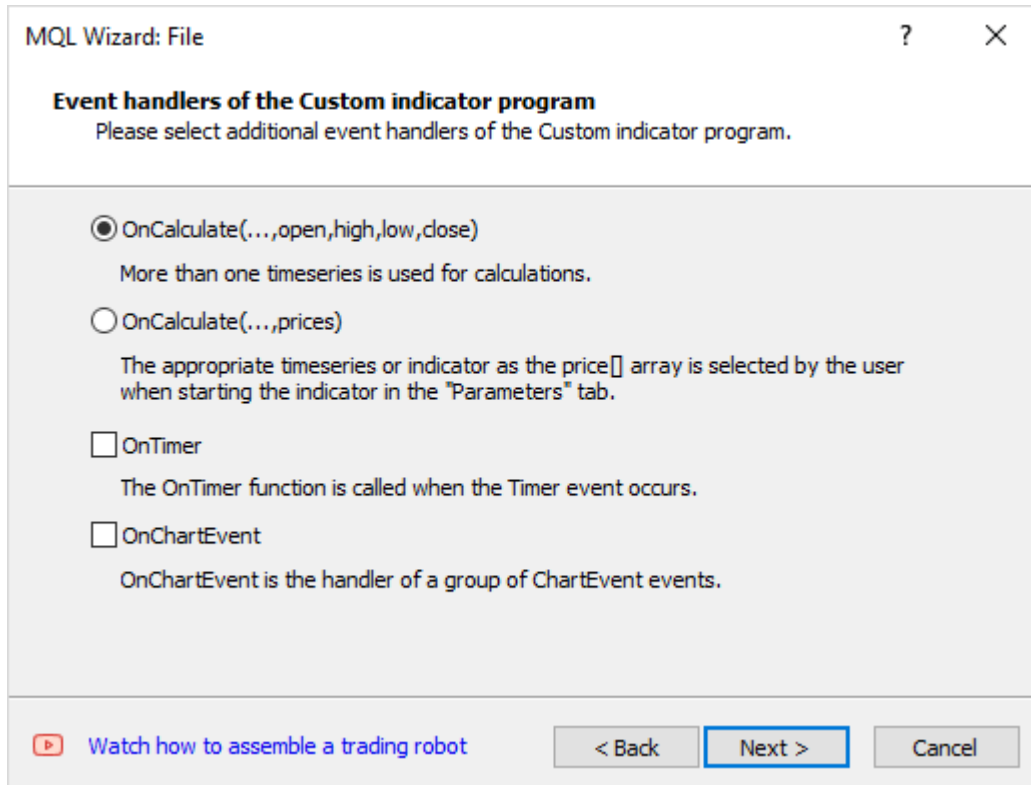 MQL Wizard: File
?
Event handlers of the Custom indicator program
Please select additional event handlers of the Custom indicator program.
OnCalculate(...,open,high,low,close)
More than one timeseries is used for calculations.
OnCalculate(...,prices)
The appropriate timeseries or indicator as the price[] array is selected by the user
when starting the indicator in the "Parameters" tab.
OnTimer
The OnTimer function is called when the Timer event occurs.
OnChartEvent
OnChartEvent is the handler of a group of ChartEvent events.
Watch how to assemble a trading robot
< Back
Next >
Cancel